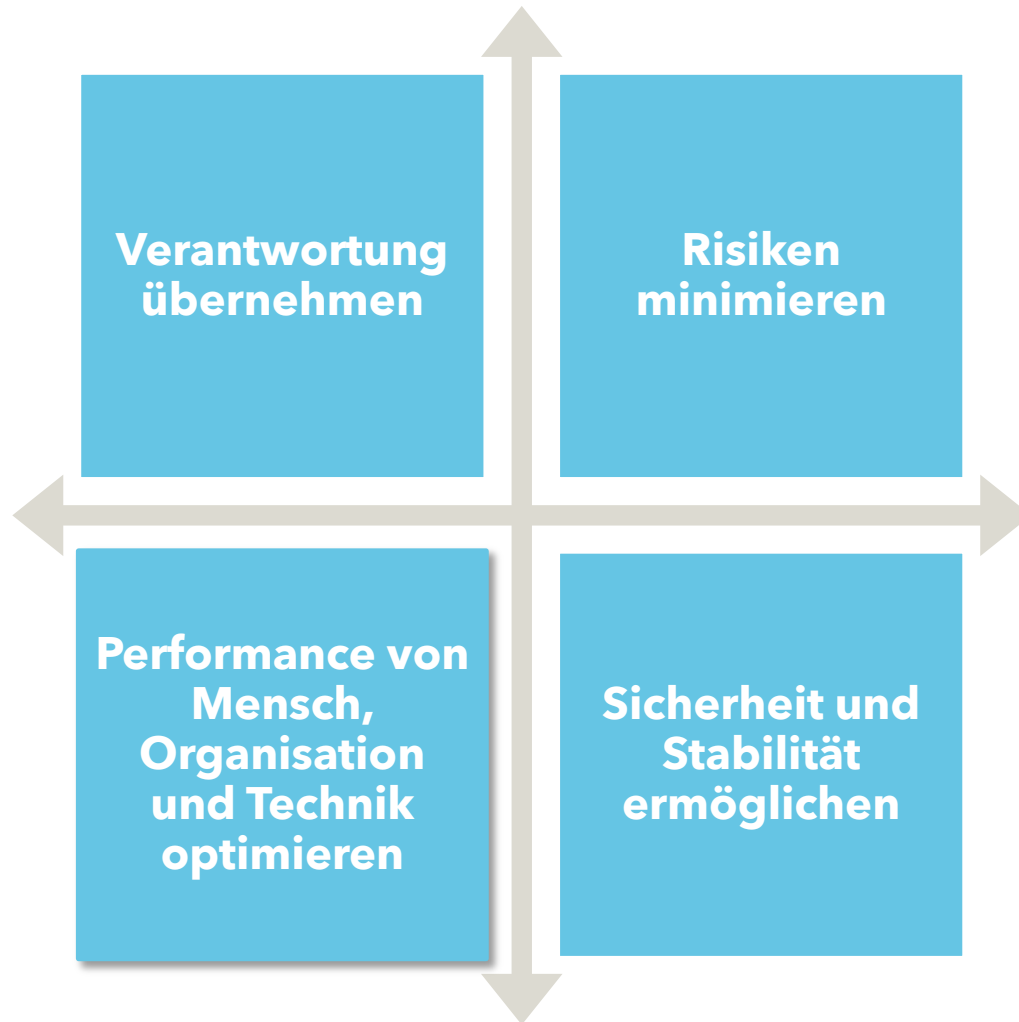 Verantwortung
übernehmen
Risiken
minimieren
Performance von
Mensch,
Organisation
und Technik
optimieren
Sicherheit und
Stabilität
ermöglichen